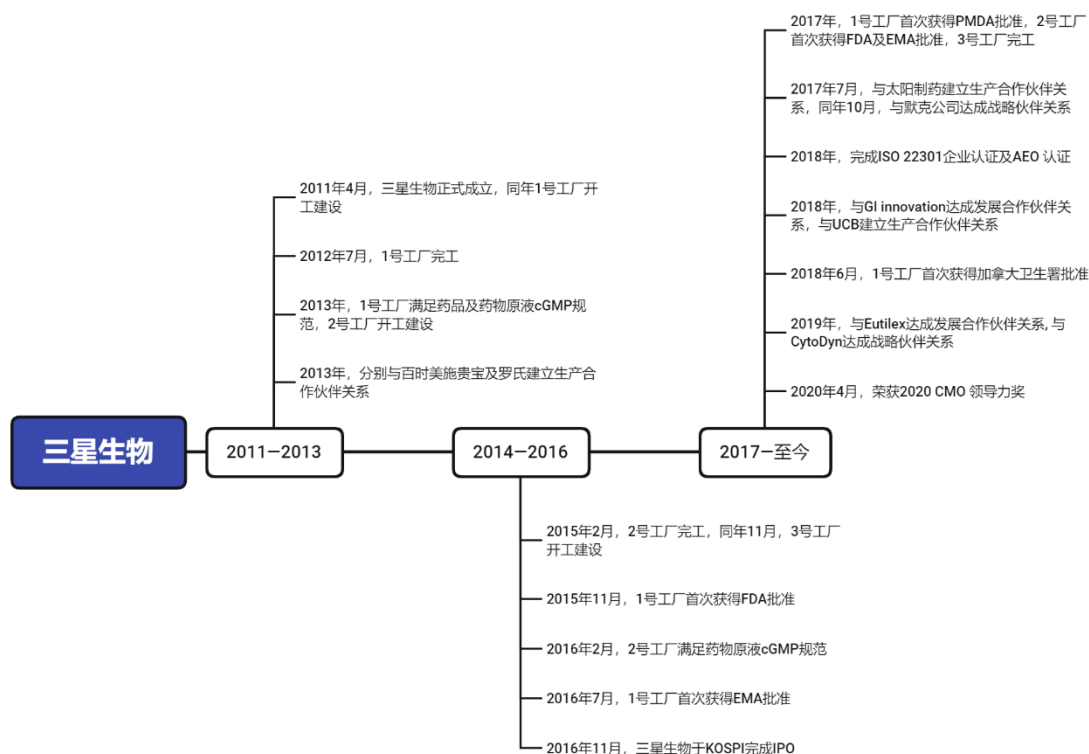 三星生物
2011—2013
2011年4月，三星生物正式成立，同年1号工厂开
工建设
2012年7月，1号工厂完工
2013年，1号工厂满足药品及药物原液cGMP规
范，2号工厂开工建设
2013年，分别与百时美施贵宝及罗氏建立生产合
作伙伴关系
2014—2016
2015年2月，2号工厂完工，同年11月，3号工厂
开工建设
2015年11月，1号工厂首次获得FDA批准
2016年2月，2号工厂满足药物原液cGMP规范
2016年7月，1号工厂首次获得EMA批准
2016年11月，三星生物于KOSPI完成IPO
2017—至今
2017年，1号工厂首次获得PMDA批准，2号工厂
首次获得FDA及EMA批准，3号工厂完工
2017年7月，与太阳制药建立生产合作伙伴关
系，同年10月，与默克公司达成战略伙伴关系
2018年，完成ISO 22301企业认证及AEO 认证
2018年，与GI innovation达成发展合作伙伴关
系，与UCB建立生产合作伙伴关系
2018年6月，1号工厂首次获得加拿大卫生署批准
2019年，与Eutilex达成发展合作伙伴关系, 与
CytoDyn达成战略伙伴关系
2020年4月，荣获2020 CMO 领导力奖